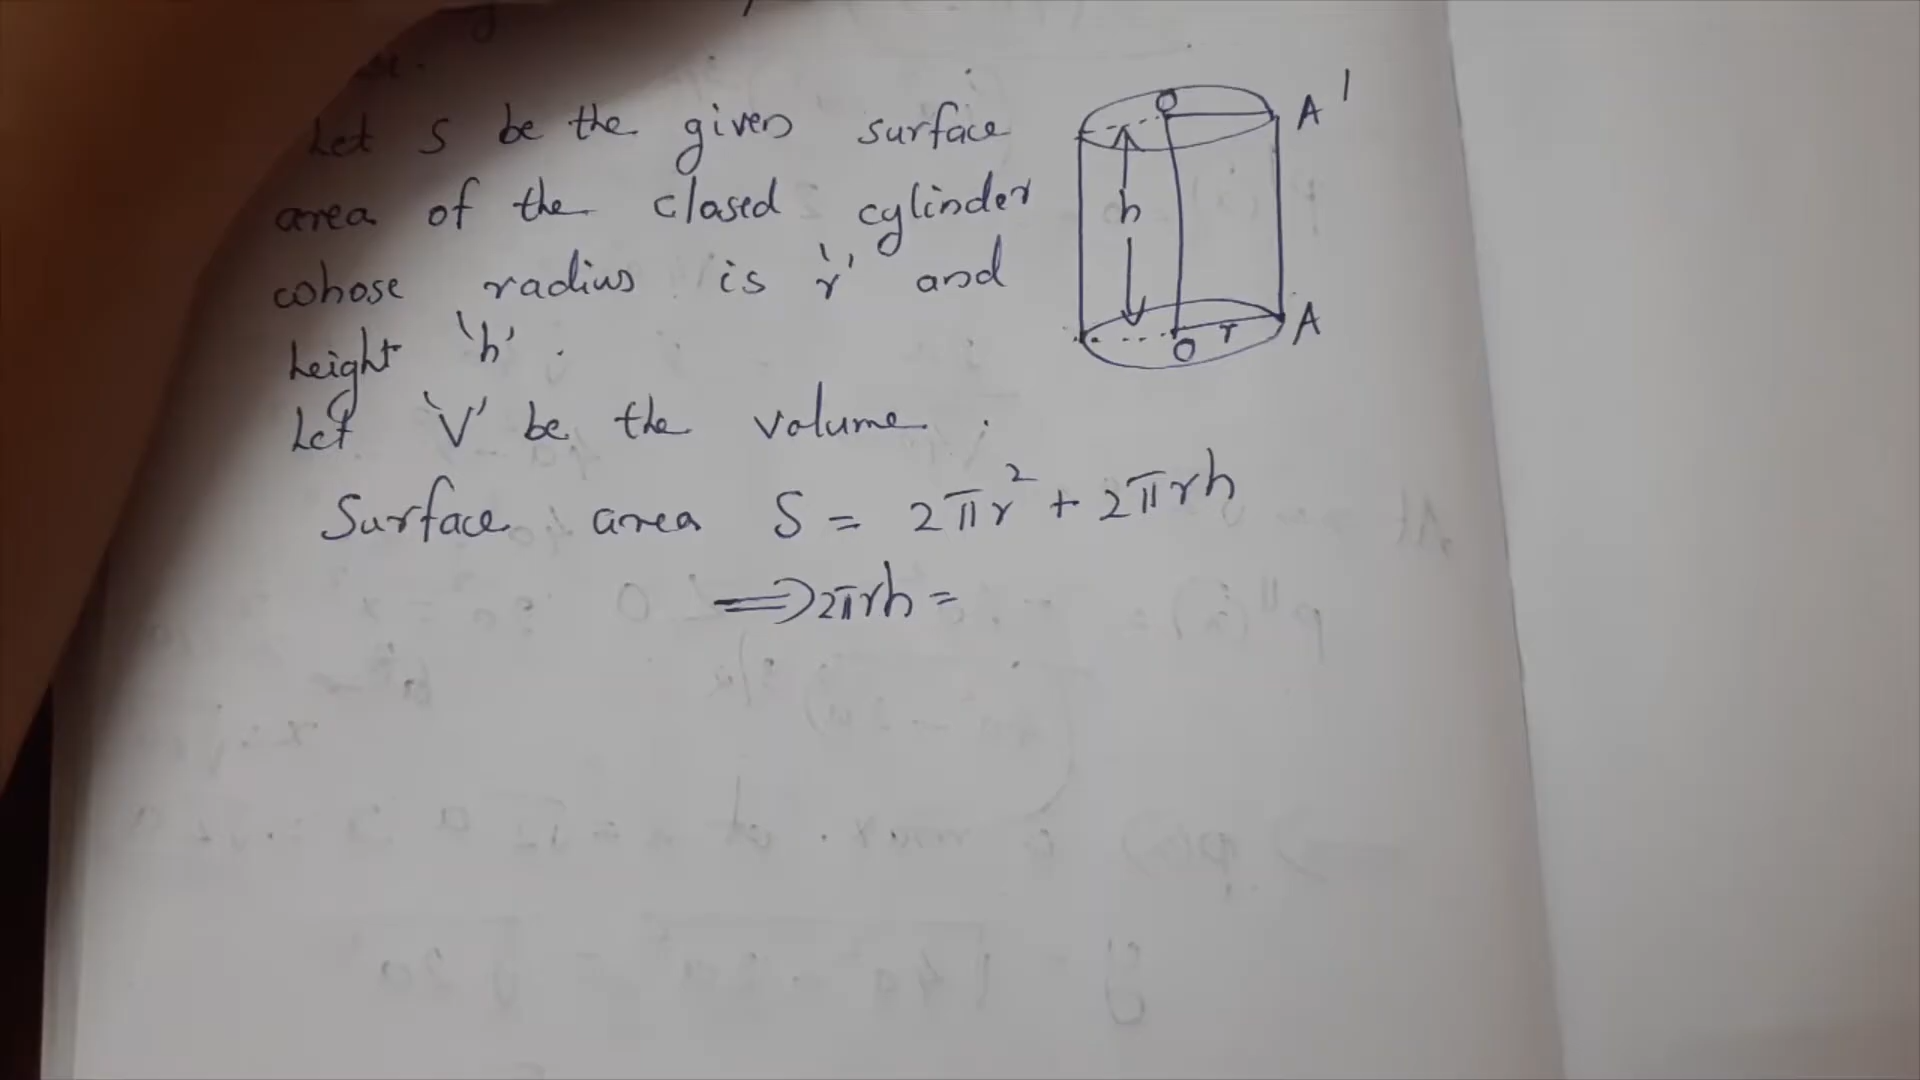 Let S be the given surface
area of the closed cylinder
whose radius is 'r' and
height 'h'.
Let 'V' be the volume.
Surface area S = 2πr² + 2πrh
⟹ 2πrh =
O A'
h
O r A